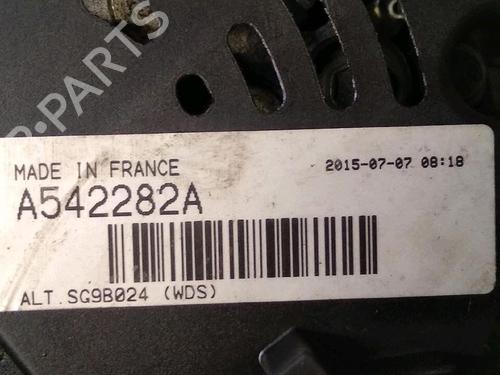 -PARTS
MADE IN FRANCE
2015-07-07 08:18
A542282A
ALT.SG9B024 (WDS)